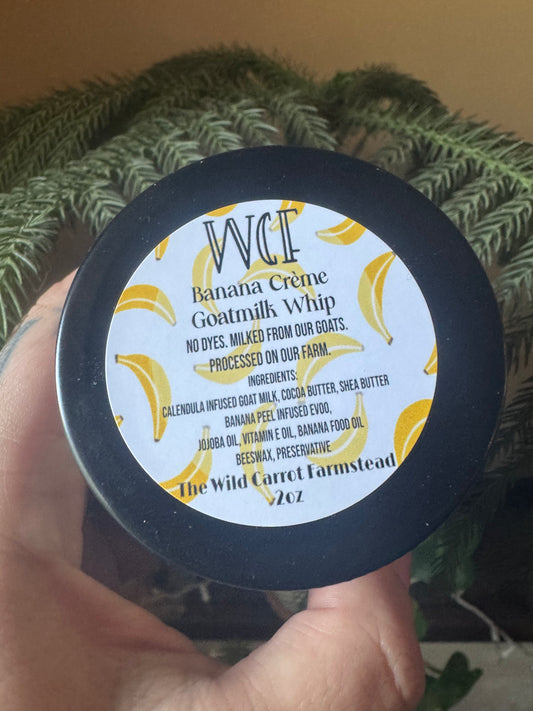 WCF
Banana Crème
Goatmilk Whip
NO DYES. MILKED FROM OUR GOATS.
PROCESSED ON OUR FARM.
INGREDIENTS:
CALENDULA INFUSED GOAT MILK, COCOA BUTTER, SHEA BUTTER
BANANA PEEL INFUSED EVOO,
JOJOBA OIL, VITAMIN E OIL, BANANA FOOD OIL
BEESWAX, PRESERVATIVE
The Wild Carrot Farmstead
2oz